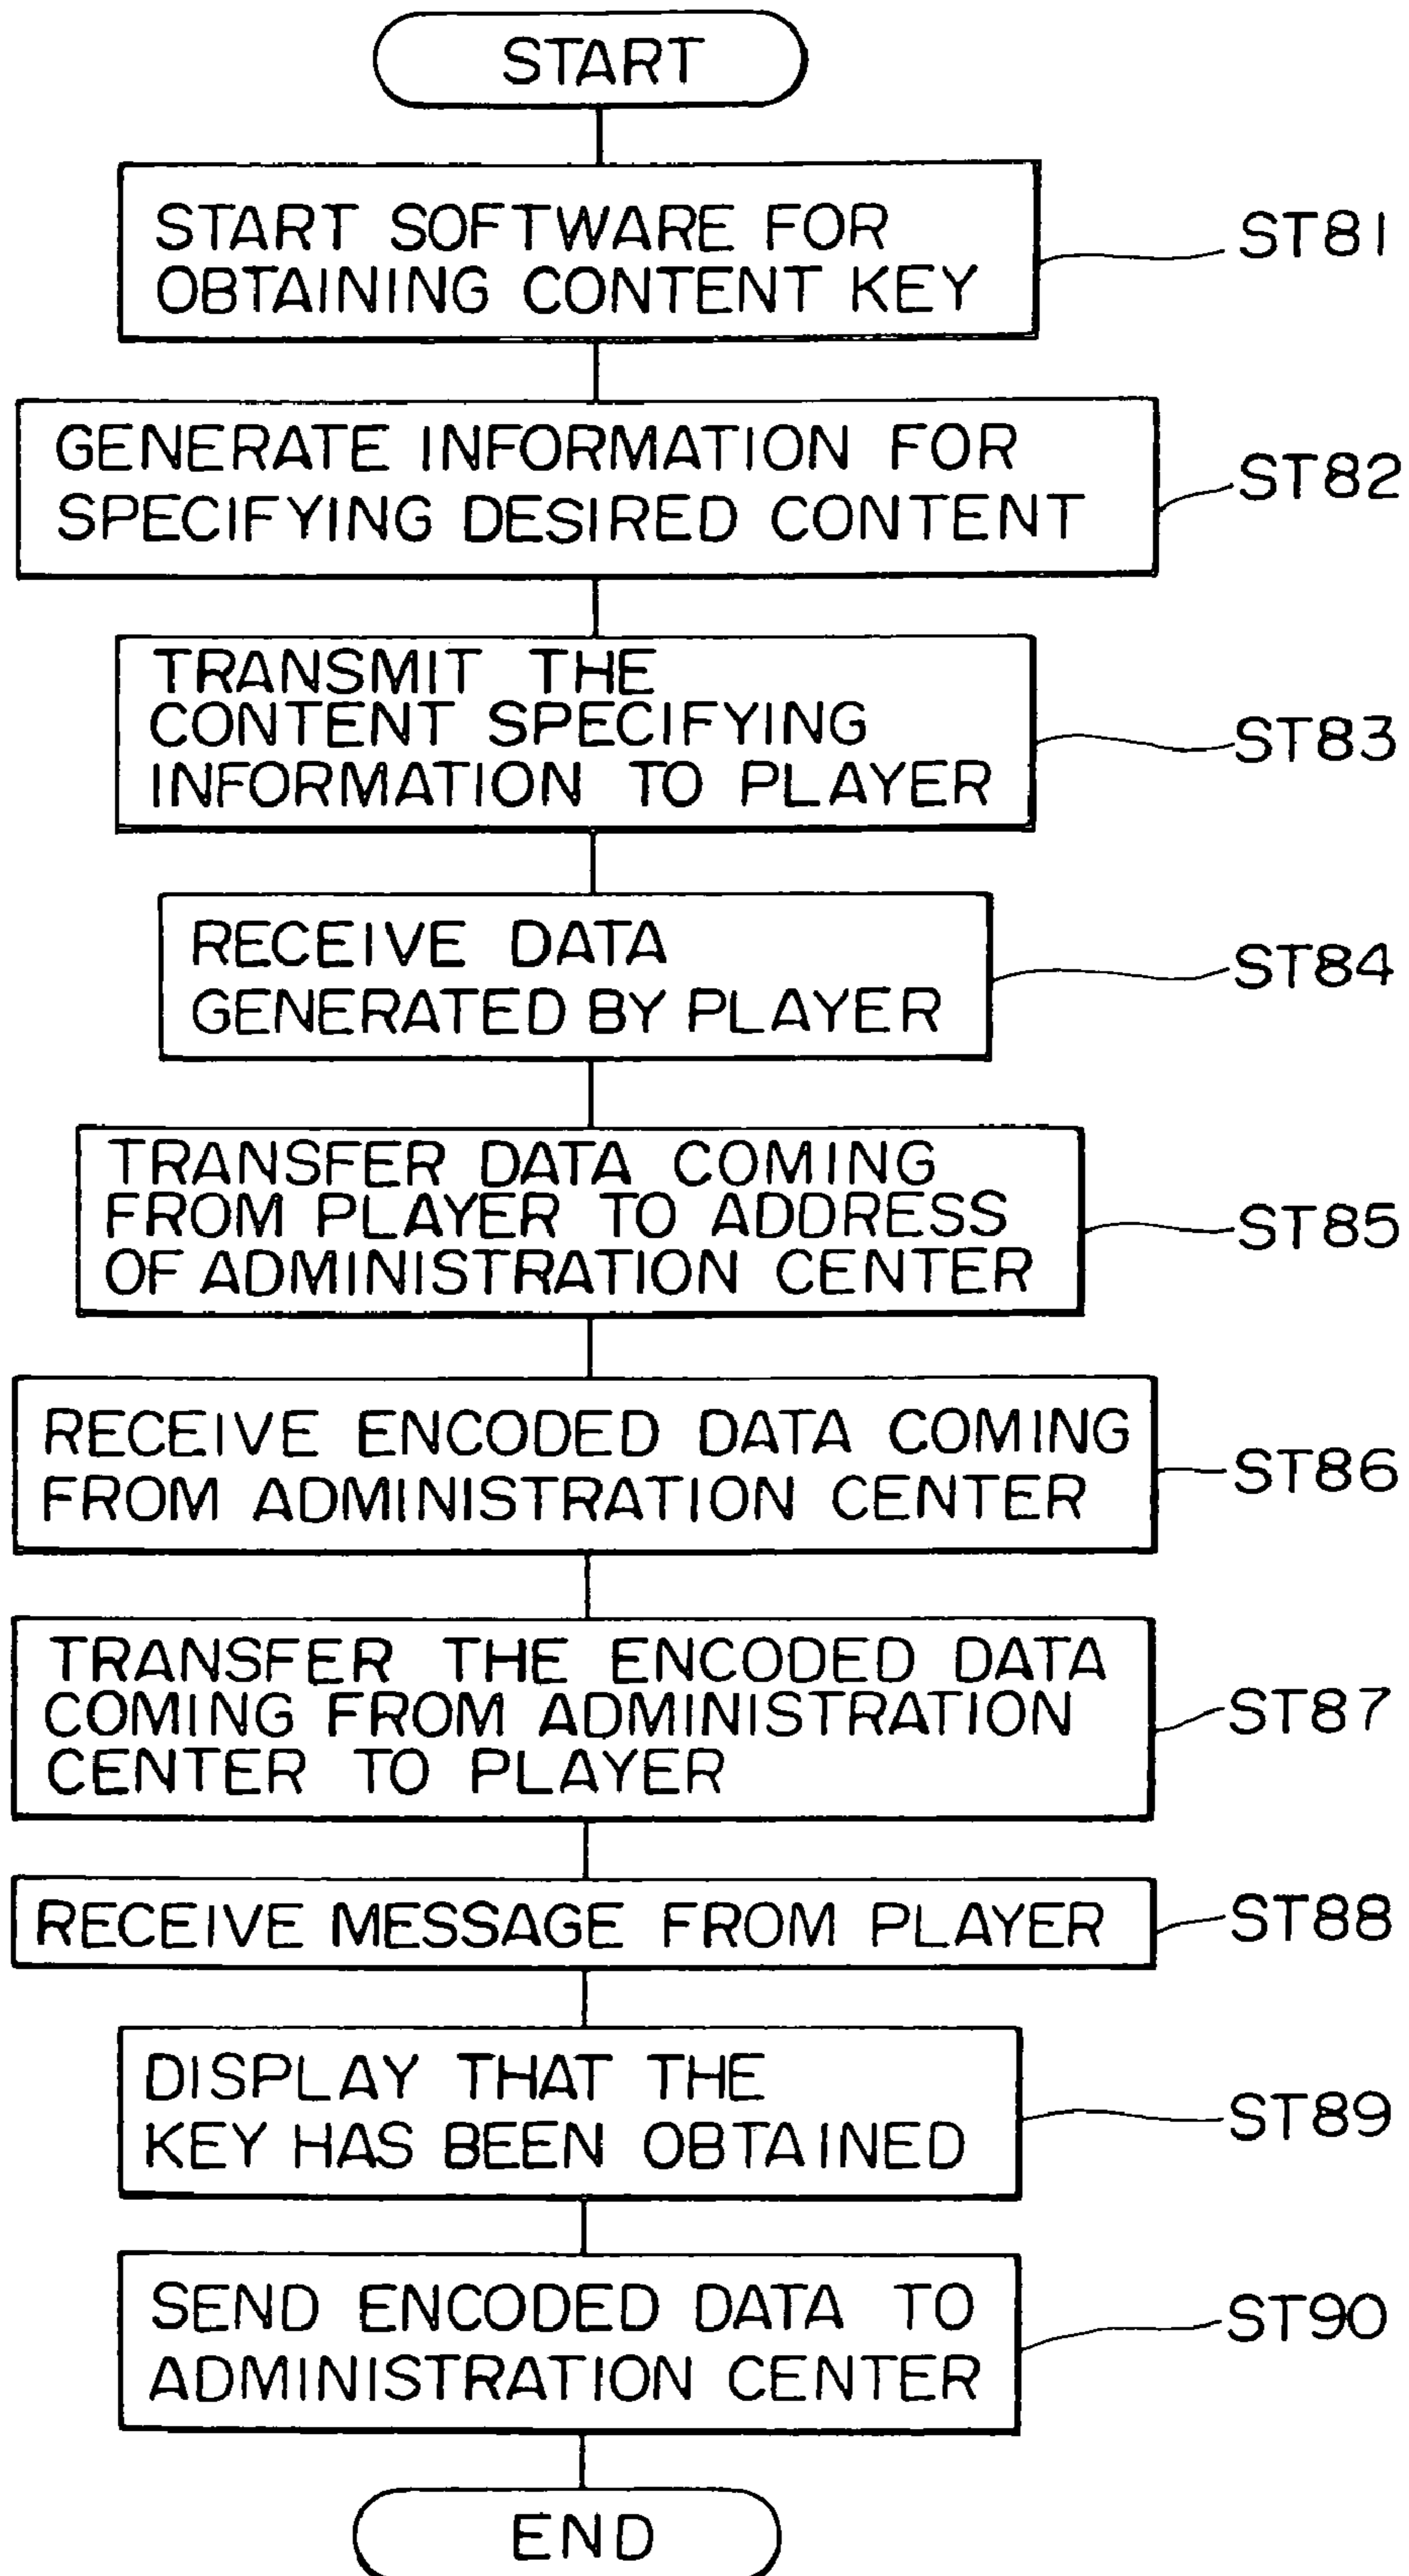 START
START SOFTWARE FOR
OBTAINING CONTENT KEY
ST81
GENERATE INFORMATION FOR
SPECIFYING DESIRED CONTENT
ST82
TRANSMIT THE
CONTENT SPECIFYING
INFORMATION TO PLAYER
ST83
RECEIVE DATA
GENERATED BY PLAYER
ST84
TRANSFER DATA COMING
FROM PLAYER TO ADDRESS
OF ADMINISTRATION CENTER
ST85
RECEIVE ENCODED DATA COMING
FROM ADMINISTRATION CENTER
ST86
TRANSFER THE ENCODED DATA
COMING FROM ADMINISTRATION
CENTER TO PLAYER
ST87
RECEIVE MESSAGE FROM PLAYER
ST88
DISPLAY THAT THE
KEY HAS BEEN OBTAINED
ST89
SEND ENCODED DATA TO
ADMINISTRATION CENTER
ST90
END